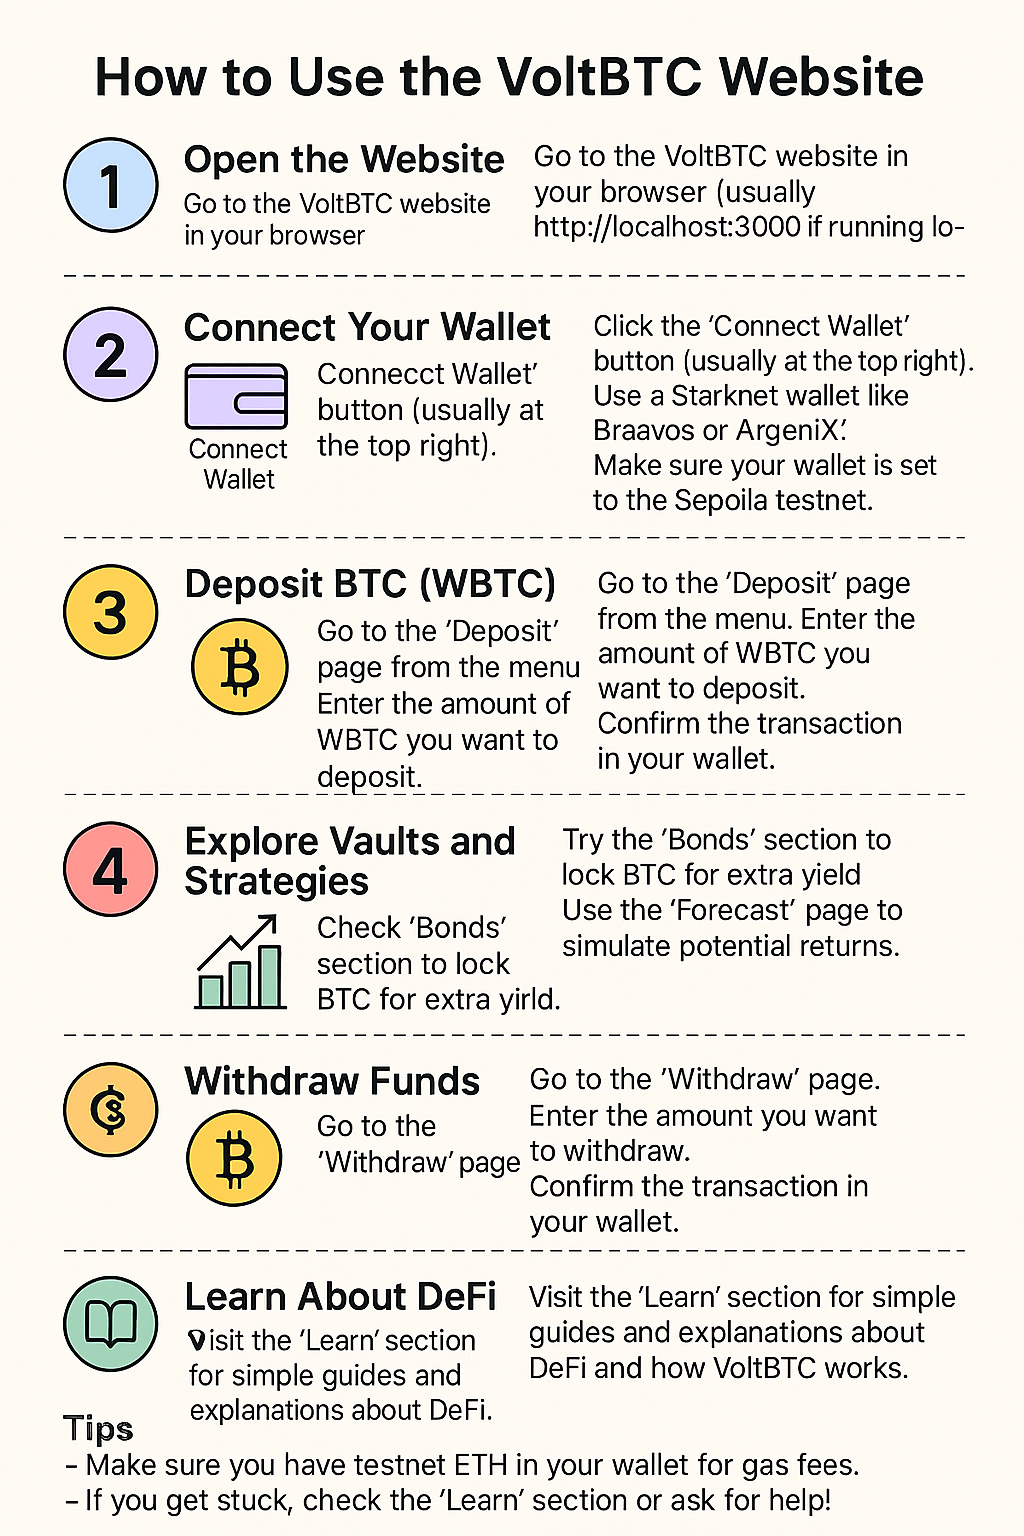 How to Use the VoltBTC Website
1
Open the Website
Go to the VoltBTC website
in your browser
Go to the VoltBTC website in
your browser (usually
http://localhost:3000 if running lo-
2
Connect Your Wallet
Connect
Wallet
Connecct Wallet’
button (usually at
the top right).
Click the ‘Connect Wallet’
button (usually at the top right).
Use a Starknet wallet like
Braavos or ArgeniX’.
Make sure your wallet is set
to the Sepoila testnet.
3
Deposit BTC (WBTC)
Go to the ’Deposit’
page from the menu
Enter the amount of
WBTC you want to
deposit.
Go to the ’Deposit’ page
from the menu. Enter the
amount of WBTC you
want to deposit.
Confirm the transaction
in your wallet.
4
Explore Vaults and
Strategies
Check ’Bonds’
section to lock
BTC for extra yirld.
Try the ’Bonds’ section to
lock BTC for extra yield
Use the ‘Forecast’ page to
simulate potential returns.
Withdraw Funds
Go to the
’Withdraw’ page
Go to the ’Withdraw’ page.
Enter the amount you want
to withdraw.
Confirm the transaction in
your wallet.
Learn About DeFi
Visit the ‘Learn’ section
for simple guides and
explanations about DeFi.
Visit the ’Learn’ section for simple
guides and explanations about
DeFi and how VoltBTC works.
Tips
– Make sure you have testnet ETH in your wallet for gas fees.
– If you get stuck, check the ’Learn’ section or ask for help!